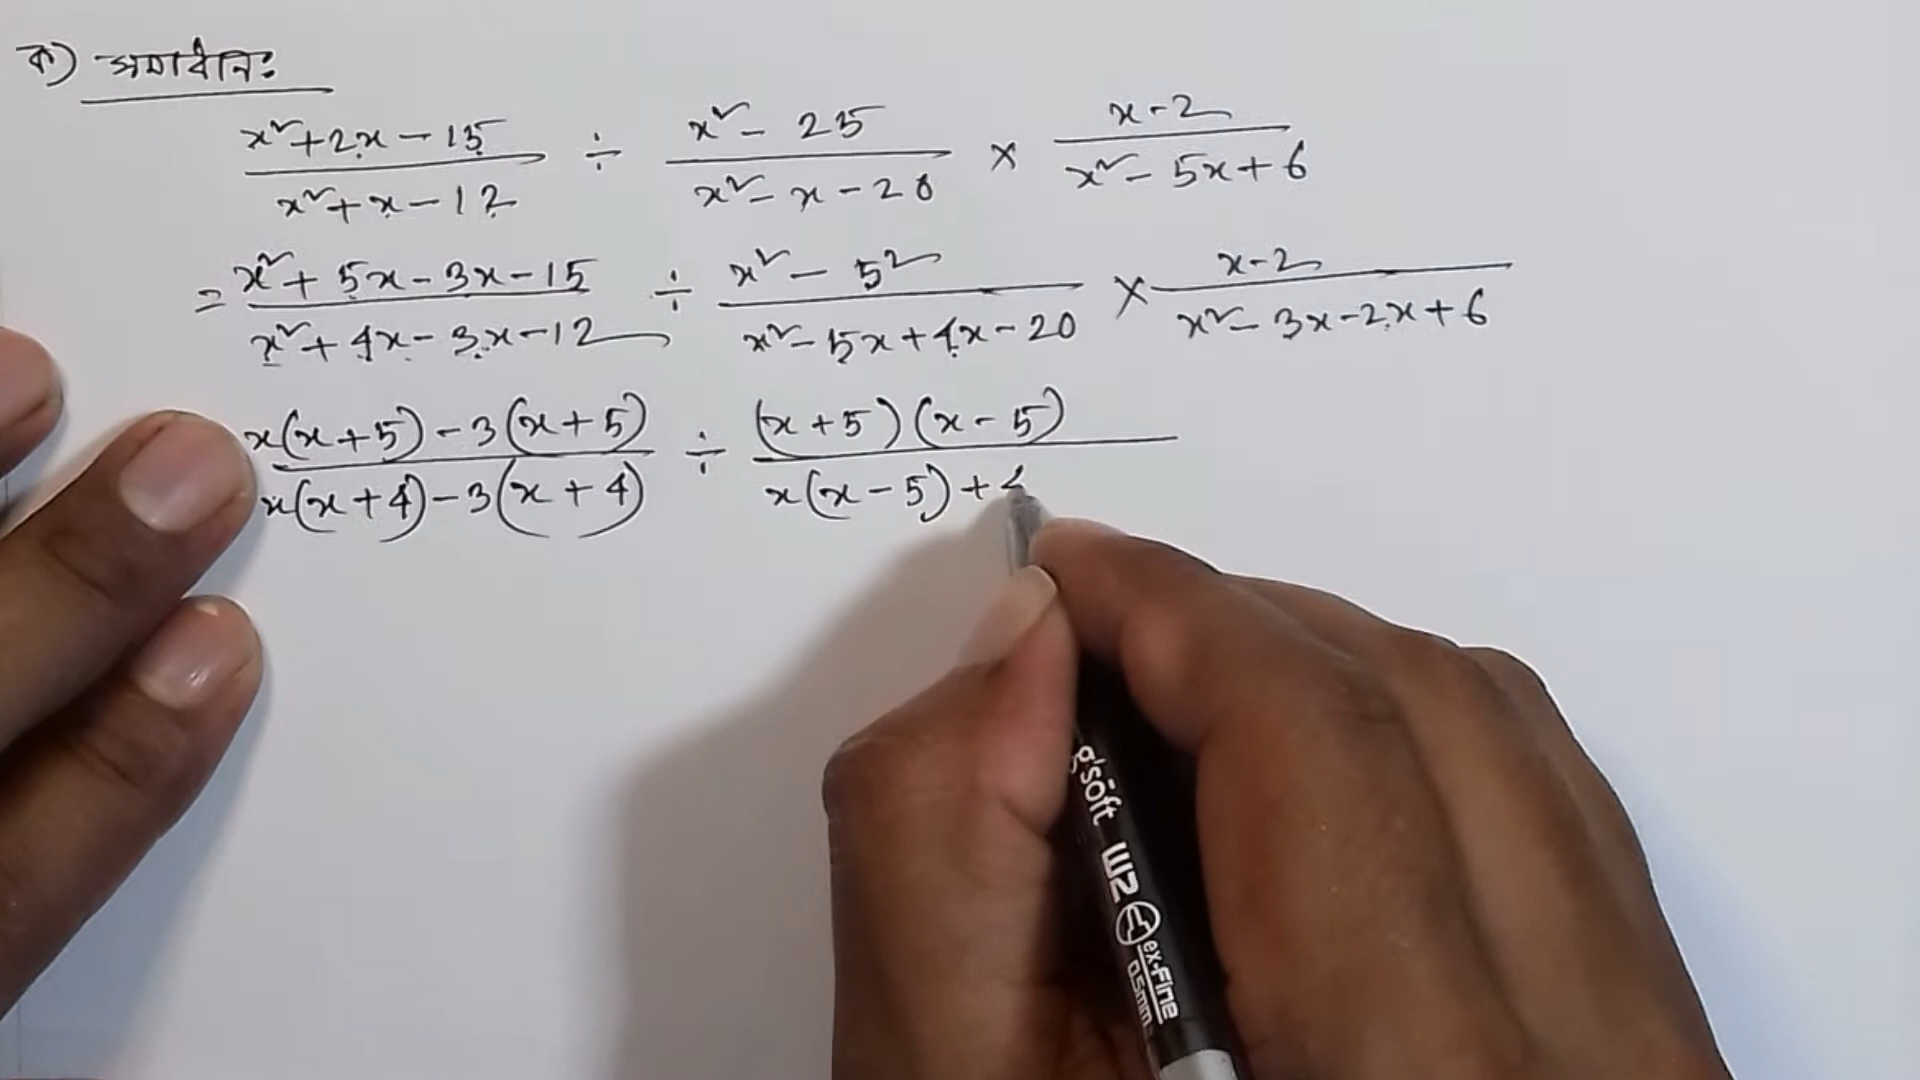 ক) সমাধান:
x²+2x-15/x²+x-12 ÷ x²-25/x²-x-20 × x-2/x²-5x+6
= x²+5x-3x-15/x²+4x-3x-12 ÷ x²-5²/x²-5x+4x-20 × x-2/x²-3x-2x+6
x(x+5)-3(x+5)/x(x+4)-3(x+4) ÷ (x+5)(x-5)/x(x-5)+4
g'soft W2 ex-Fine 0.5mm